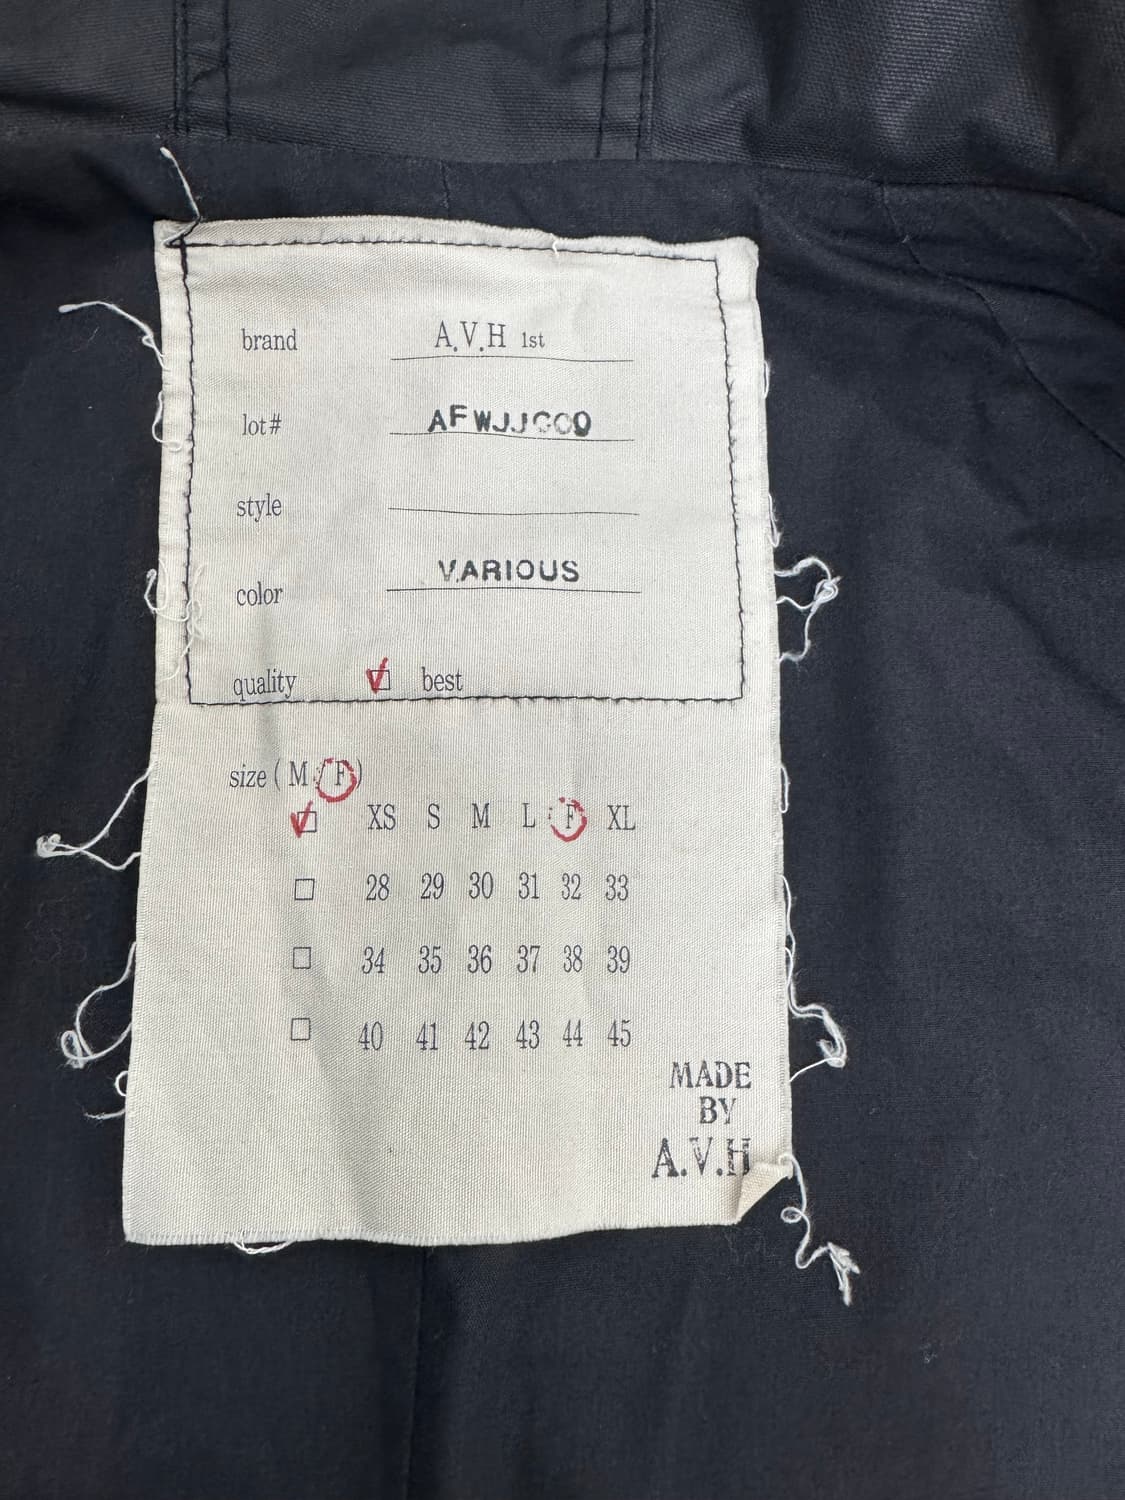 brand A.V.H 1st
lot#
style
color VARIOUS
quality best
size ( M / F )
XS S M L F XL
28 29 30 31 32 33
34 35 36 37 38 39
40 41 42 43 44 45
MADE
BY
A.V.H